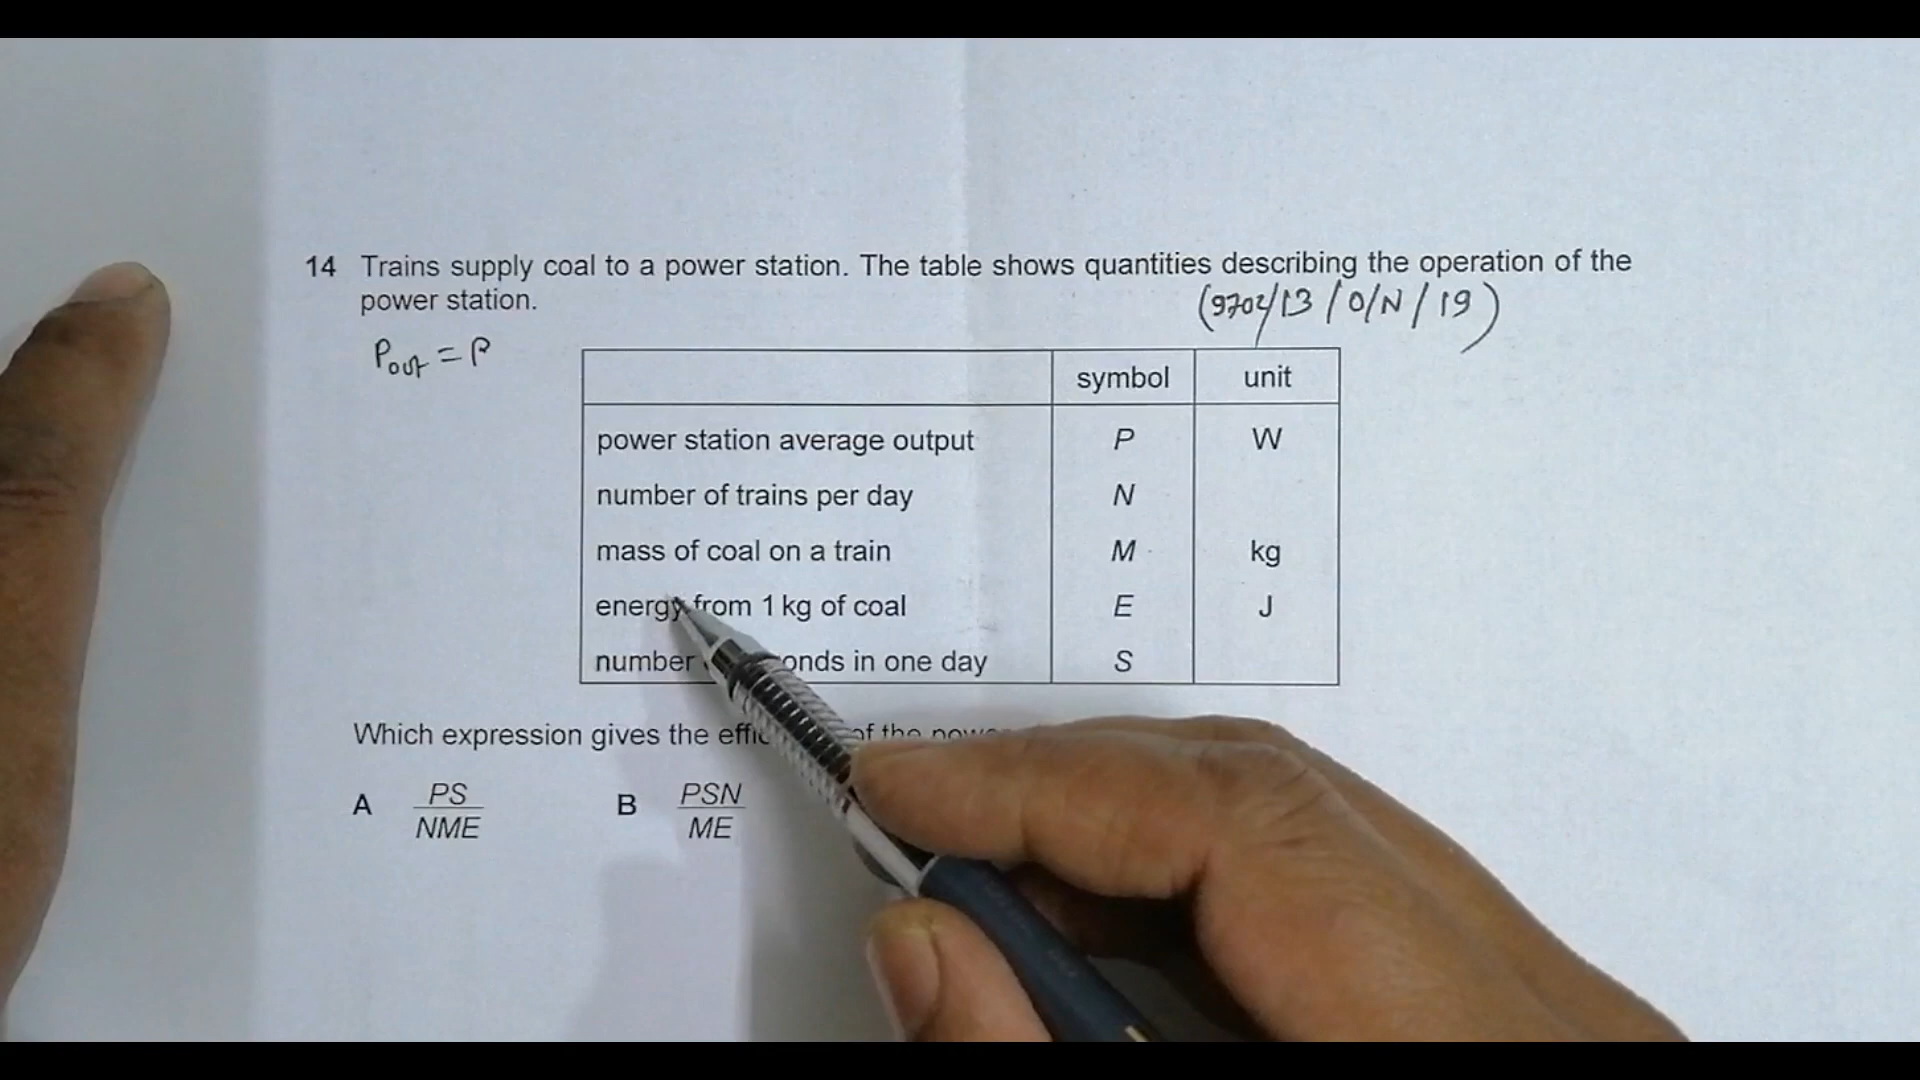 14 Trains supply coal to a power station. The table shows quantities describing the operation of the
power station.
(9702/13/O/N/19)
Pout = P
symbol unit
power station average output P W
number of trains per day N
mass of coal on a train M kg
energy from 1 kg of coal E J
number onds in one day S
Which expression gives the of the
A PS/NME B PSN/ME